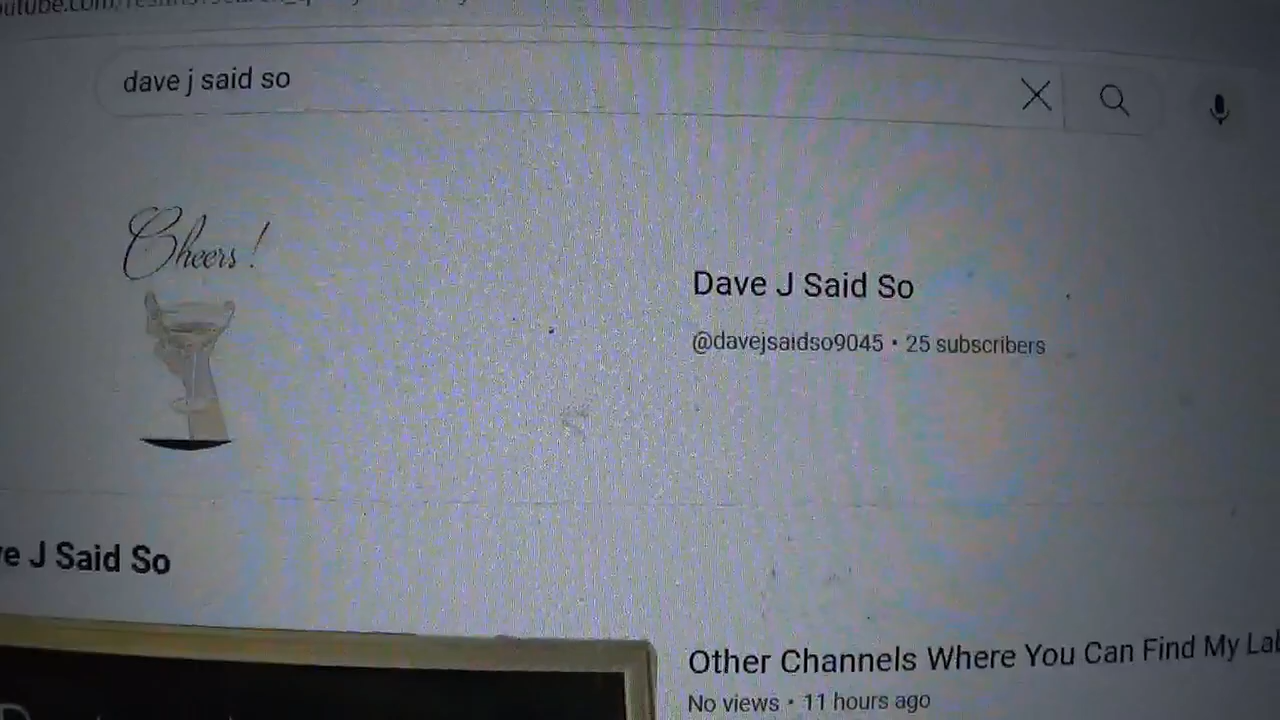 dave j said so
Cheers!
Dave J Said So
@davejsaidso9045 • 25 subscribers
J Said So
Other Channels Where You Can Find My
No views • 11 hours ago